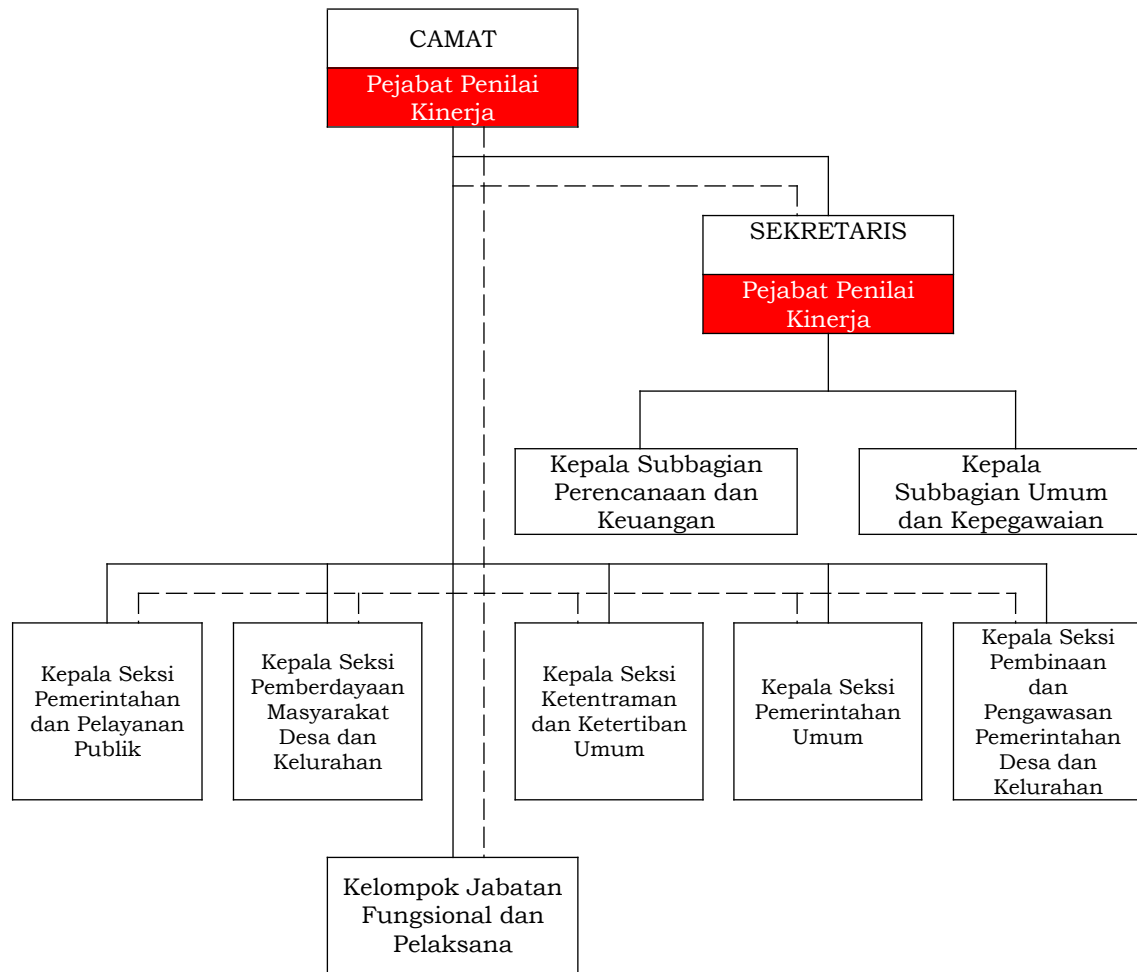 CAMAT
Pejabat Penilai
Kinerja
SEKRETARIS
Pejabat Penilai
Kinerja
Kepala Subbagian
Perencanaan dan
Keuangan
Kepala
Subbagian Umum
dan Kepegawaian
Kepala Seksi
Pemerintahan
dan Pelayanan
Publik
Kepala Seksi
Pemberdayaan
Masyarakat
Desa dan
Kelurahan
Kepala Seksi
Ketentraman
dan Ketertiban
Umum
Kepala Seksi
Pemerintahan
Umum
Kepala Seksi
Pembinaan
dan
Pengawasan
Pemerintahan
Desa dan
Kelurahan
Kelompok Jabatan
Fungsional dan
Pelaksana